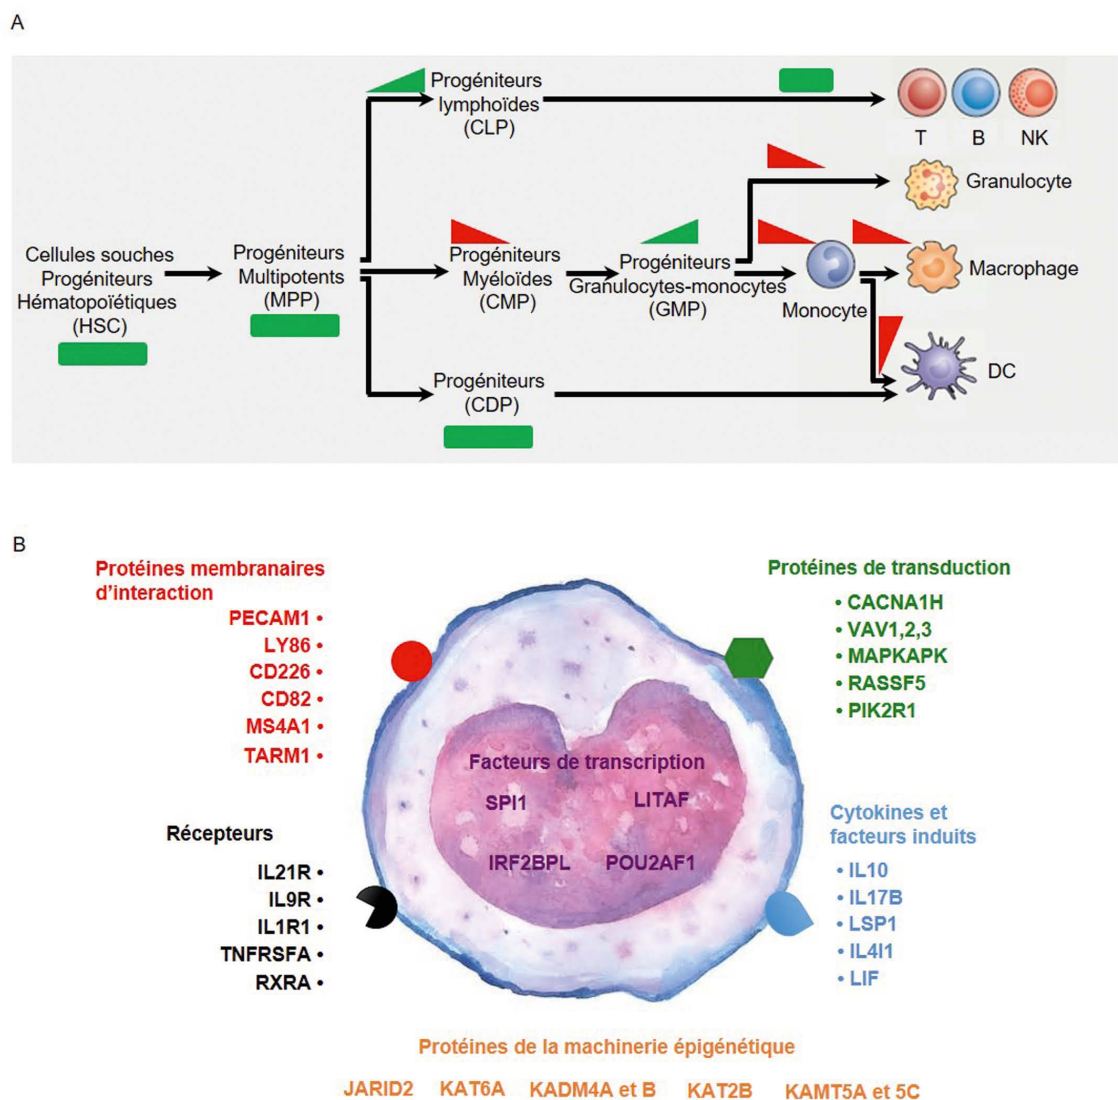 A
Progéniteurs
lymphoïdes
(CLP)
T
B
NK
Granulocyte
Cellules souches
Progéniteurs
Hématopoïétiques
(HSC)
Progéniteurs
Multipotents
(MPP)
Progéniteurs
Myéloïdes
(CMP)
Progéniteurs
Granulocytes-monocytes
(GMP)
Monocyte
Macrophage
Progéniteurs
(CDP)
DC
B
Protéines membranaires
d'interaction
PECAM1 •
LY86 •
CD226 •
CD82 •
MS4A1 •
TARM1 •
Protéines de transduction
• CACNA1H
• VAV1,2,3
• MAPKAPK
• RASSF5
• PIK2R1
Facteurs de transcription
SPI1
LITAF
IRF2BPL
POU2AF1
Récepteurs
IL21R •
IL9R •
IL1R1 •
TNFRSFA •
RXRA •
Cytokines et
facteurs induits
• IL10
• IL17B
• LSP1
• IL4I1
• LIF
Protéines de la machinerie épigénétique
JARID2 KAT6A KADM4A et B KAT2B KAMT5A et 5C